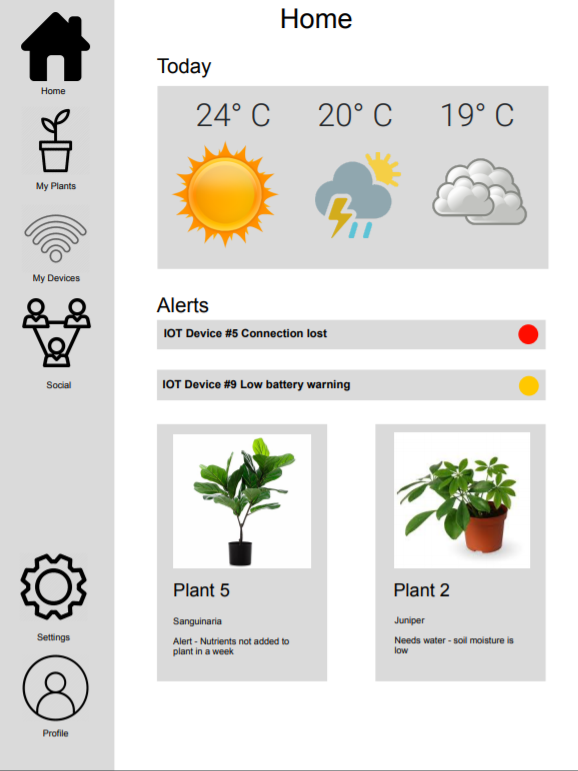 Home
My Plants
My Devices
Social
Settings
Profile
Home
Today
24° C 20° C 19° C
Alerts
IOT Device #5 Connection lost
IOT Device #9 Low battery warning
Plant 5
Sanguinaria
Alert - Nutrients not added to
plant in a week
Plant 2
Juniper
Needs water - soil moisture is
low